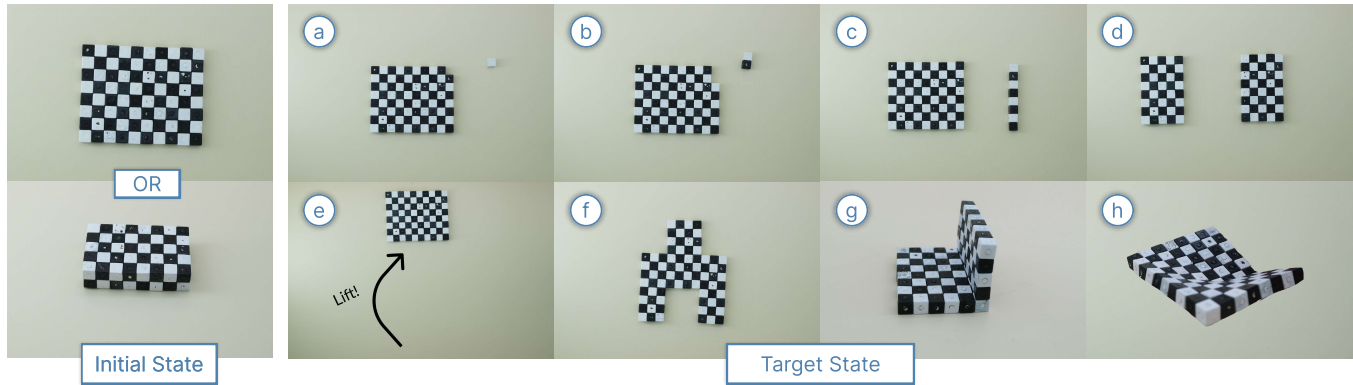 OR
Initial State
a
b
c
d
e
Lift!
f
g
h
Target State